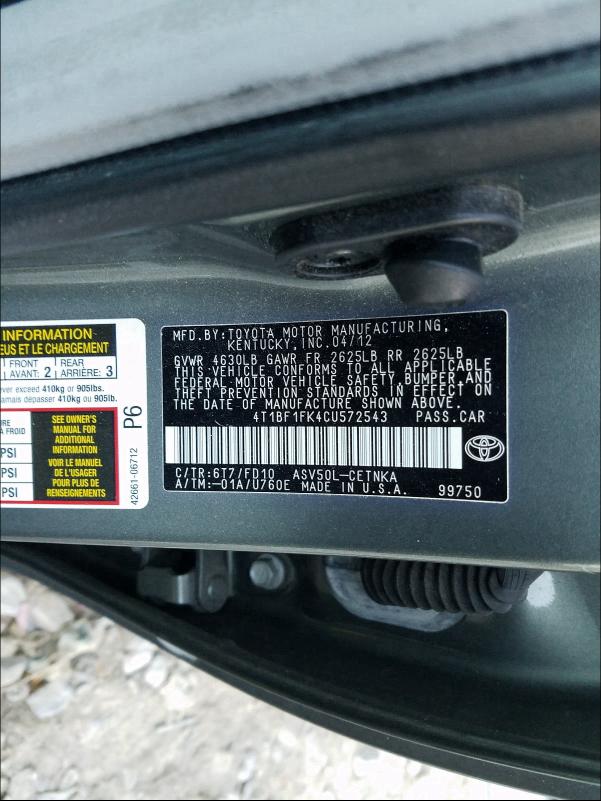 INFORMATION
EUS ET LE CHARGEMENT
FRONT
AVANT: 2
REAR
ARRIÈRE: 3
ver exceed 410kg or 905lbs.
amais dépasser 410kg ou 905lb.
URE
À FROID
PSI
PSI
PSI
SEE OWNER'S
MANUAL FOR
ADDITIONAL
INFORMATION
VOIR LE MANUEL
DE L'USAGER
POUR PLUS DE
RENSEIGNEMENTS
P6
42661-06712
MFD.BY:TOYOTA MOTOR MANUFACTURING,
KENTUCKY,INC.04/12
GVWR 4630LB GAWR FR 2625LB RR 2625LB
THIS VEHICLE CONFORMS TO ALL APPLICABLE
FEDERAL MOTOR VEHICLE SAFETY,BUMPER,AND
THEFT PREVENTION STANDARDS IN EFFECT ON
THE DATE OF MANUFACTURE SHOWN ABOVE.
4T1BF1FK4CU572543 PASS.CAR
C/TR:6T7/FD10 ASV50L-CETNKA
A/TM:-01A/U760E MADE IN U.S.A. 99750